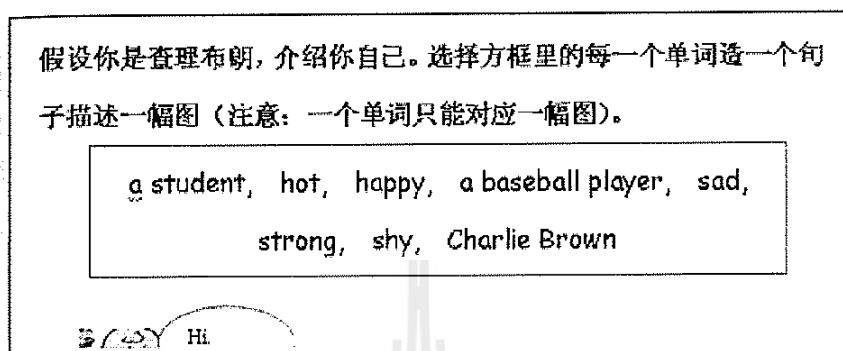 假设你是查理布朗，介绍你自己。选择方框里的每一个单词造一个句
子描述一幅图（注意：一个单词只能对应一幅图）。
a student, hot, happy, a baseball player, sad,
strong, shy, Charlie Brown
Hi.